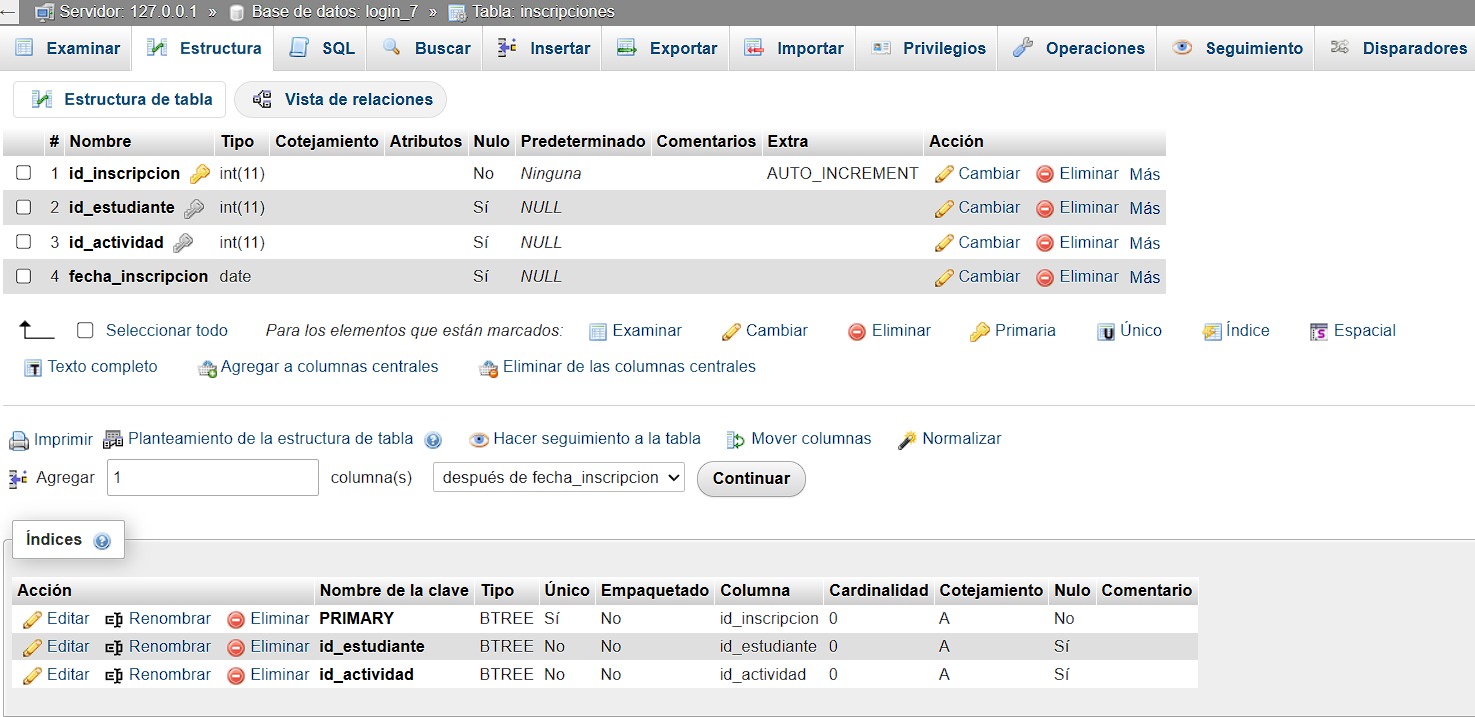 Servidor: 127.0.0.1 » Base de datos: login_7 » Tabla: inscripciones
Examinar Estructura SQL Buscar Insertar Exportar Importar Privilegios Operaciones Seguimiento Disparadores
Estructura de tabla Vista de relaciones
# Nombre Tipo Cotejamiento Atributos Nulo Predeterminado Comentarios Extra Acción
1 id_inscripcion int(11) No Ninguna AUTO_INCREMENT Cambiar Eliminar Más
2 id_estudiante int(11) Sí NULL Cambiar Eliminar Más
3 id_actividad int(11) Sí NULL Cambiar Eliminar Más
4 fecha_inscripcion date Sí NULL Cambiar Eliminar Más
Seleccionar todo Para los elementos que están marcados: Examinar Cambiar Eliminar Primaria Único Índice Espacial
Texto completo Agregar a columnas centrales Eliminar de las columnas centrales
Imprimir Planteamiento de la estructura de tabla Hacer seguimiento a la tabla Mover columnas Normalizar
Agregar 1 columna(s) después de fecha_inscripcion Continuar
Índices
Acción Nombre de la clave Tipo Único Empaquetado Columna Cardinalidad Cotejamiento Nulo Comentario
Editar Renombrar Eliminar PRIMARY BTREE Sí No id_inscripcion 0 A No
Editar Renombrar Eliminar id_estudiante BTREE No No id_estudiante 0 A Sí
Editar Renombrar Eliminar id_actividad BTREE No No id_actividad 0 A Sí